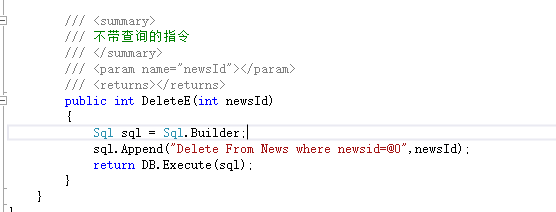 /// <summary>
/// 不带查询的指令
/// </summary>
/// <param name="newsId"></param>
/// <returns></returns>
public int DeleteE(int newsId)
{
Sql sql = Sql.Builder;
sql.Append("Delete From News where newsid=@0",newsId);
return DB.Execute(sql);
}
}
}